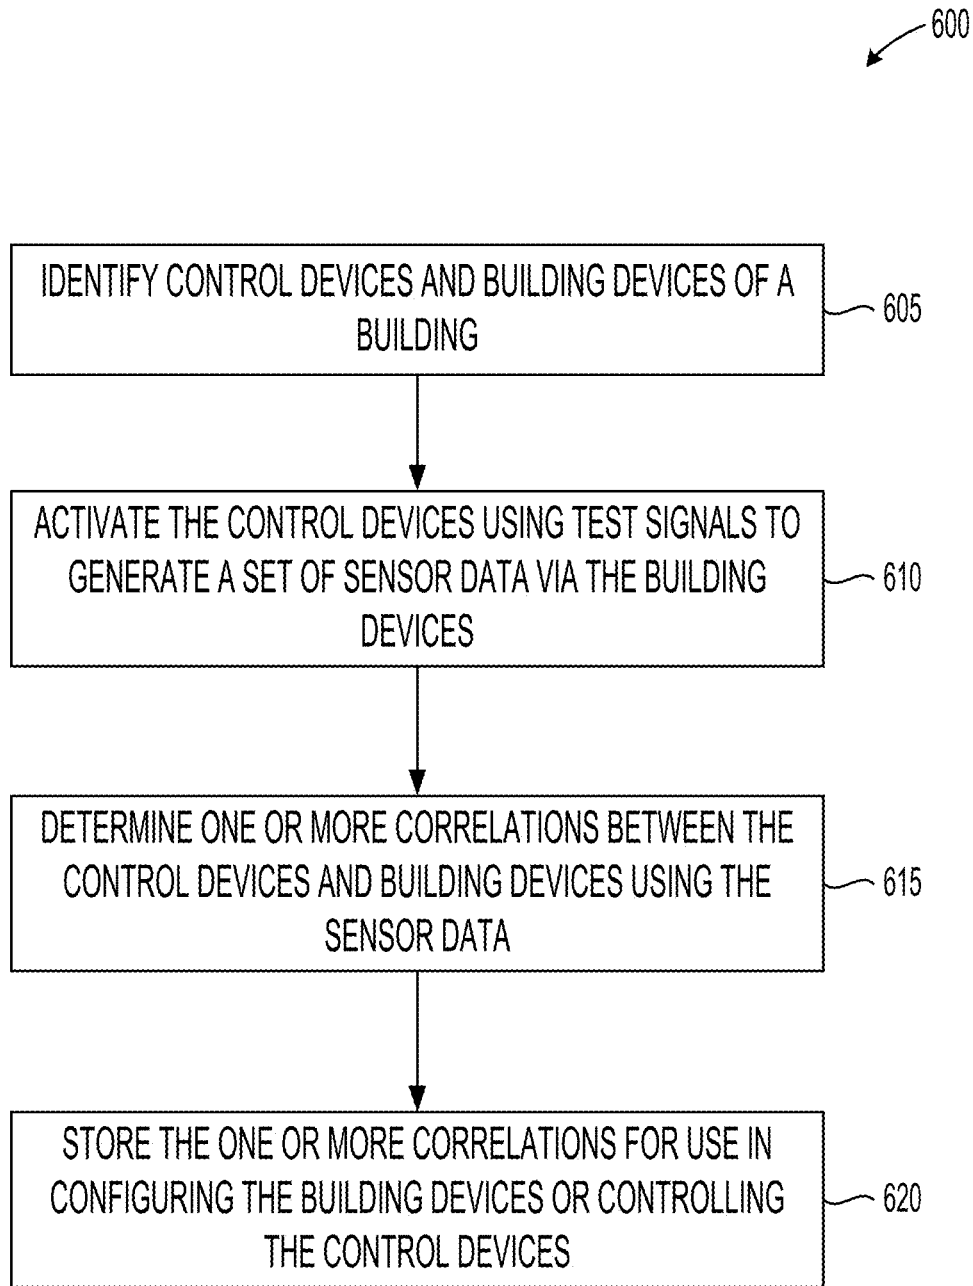 600
IDENTIFY CONTROL DEVICES AND BUILDING DEVICES OF A
BUILDING
605
ACTIVATE THE CONTROL DEVICES USING TEST SIGNALS TO
GENERATE A SET OF SENSOR DATA VIA THE BUILDING
DEVICES
610
DETERMINE ONE OR MORE CORRELATIONS BETWEEN THE
CONTROL DEVICES AND BUILDING DEVICES USING THE
SENSOR DATA
615
STORE THE ONE OR MORE CORRELATIONS FOR USE IN
CONFIGURING THE BUILDING DEVICES OR CONTROLLING
THE CONTROL DEVICES
620